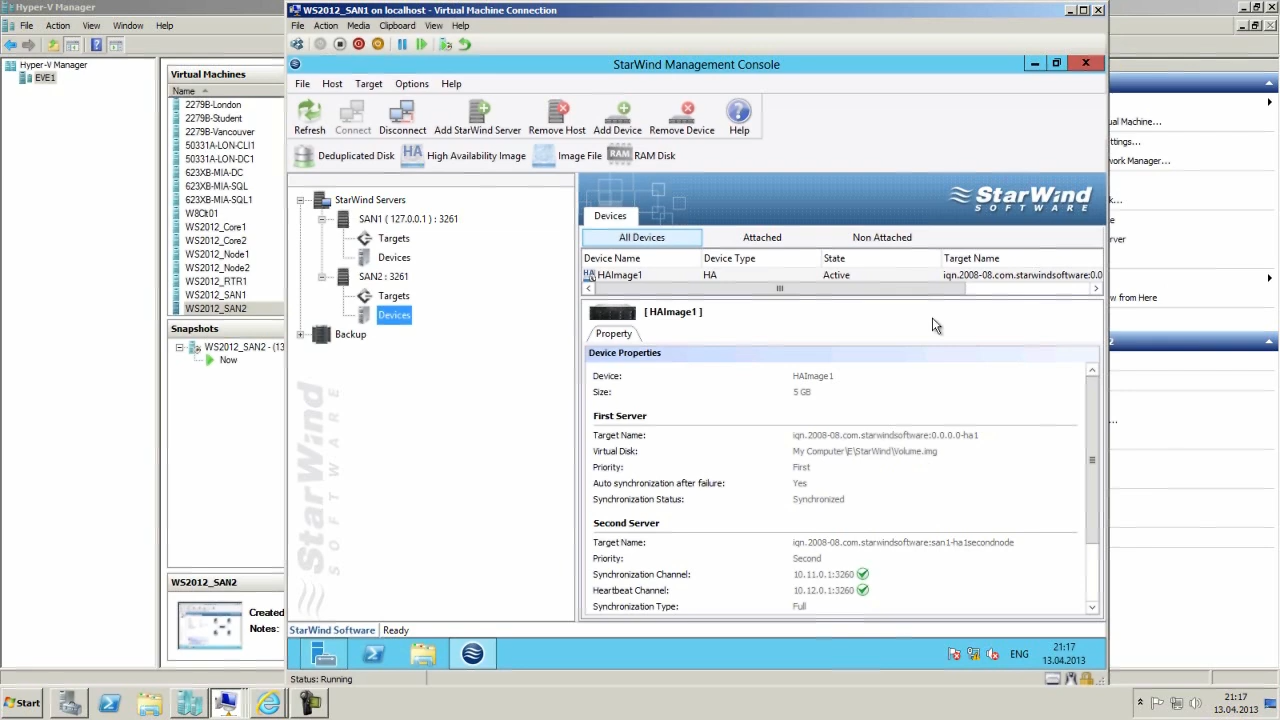 Hyper-V Manager
File Action View Window Help
Hyper-V Manager
EVE1
Virtual Machines
Name
2279B-London
2279B-Student
2279B-Vancouver
50331A-LON-CLI1
50331A-LON-DC1
623XB-MIA-DC
623XB-MIA-SQL
623XB-MIA-SQL1
W8Clt01
WS2012_Core1
WS2012_Core2
WS2012_Node1
WS2012_Node2
WS2012_RTR1
WS2012_SAN1
WS2012_SAN2
Snapshots
WS2012_SAN2 - (13
Now
WS2012_SAN2
Created
Notes:
WS2012_SAN1 on localhost - Virtual Machine Connection
File Action Media Clipboard View Help
StarWind Management Console
File Host Target Options Help
Refresh Connect Disconnect Add StarWind Server Remove Host Add Device Remove Device Help
Deduplicated Disk HA High Availability Image Image File RAM RAM Disk
StarWind Servers
SAN1 ( 127.0.0.1 ) : 3261
Targets
Devices
SAN2 : 3261
Targets
Devices
Backup
StarWind
SOFTWARE
StarWind
SOFTWARE
Devices
All Devices Attached Non Attached
Device Name Device Type State Target Name
HAImage1 HA Active iqn.2008-08.com.starwindsoftware:0.0
[ HAImage1 ]
Property
Device Properties
Device: HAImage1
Size: 5 GB
First Server
Target Name: iqn.2008-08.com.starwindsoftware:0.0.0.0-ha1
Virtual Disk: My Computer\E\StarWind\Volume.img
Priority: First
Auto synchronization after failure: Yes
Synchronization Status: Synchronized
Second Server
Target Name: iqn.2008-08.com.starwindsoftware:san1-ha1secondnode
Priority: Second
Synchronization Channel: 10.11.0.1:3260
Heartbeat Channel: 10.12.0.1:3260
Synchronization Type: Full
StarWind Software Ready
ENG 21:17
13.04.2013
Status: Running
ual Machine...
ttings...
work Manager...
erver
w from Here
2
Start
21:17
13.04.2013